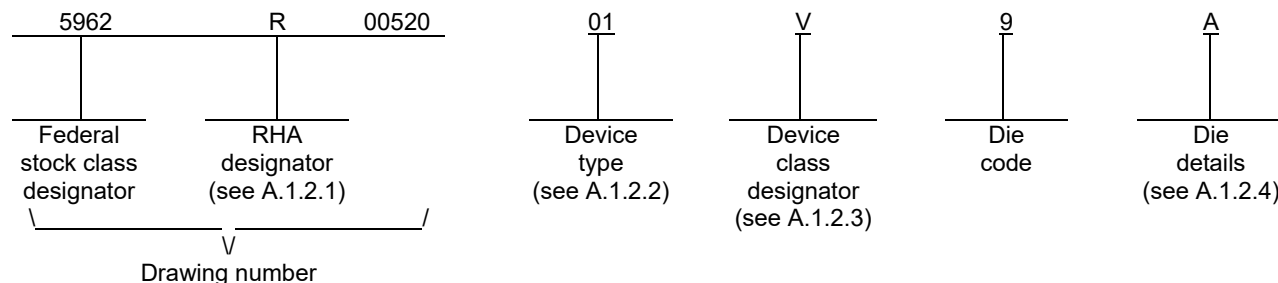 5962 R 00520 01 V 9 A
Federal stock class designator
RHA designator (see A.1.2.1)
Device type (see A.1.2.2)
Device class designator (see A.1.2.3)
Die code
Die details (see A.1.2.4)
Drawing number